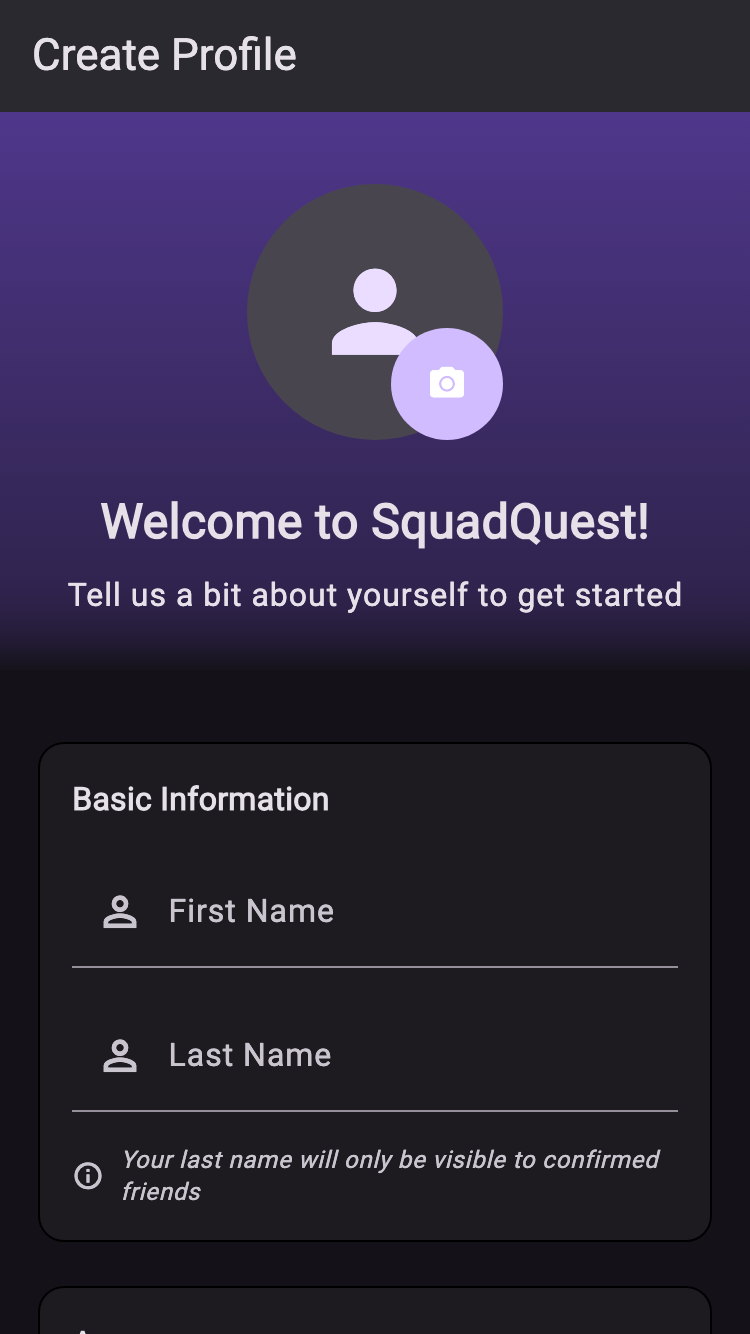 Create Profile
Welcome to SquadQuest!
Tell us a bit about yourself to get started
Basic Information
First Name
Last Name
Your last name will only be visible to confirmed
friends